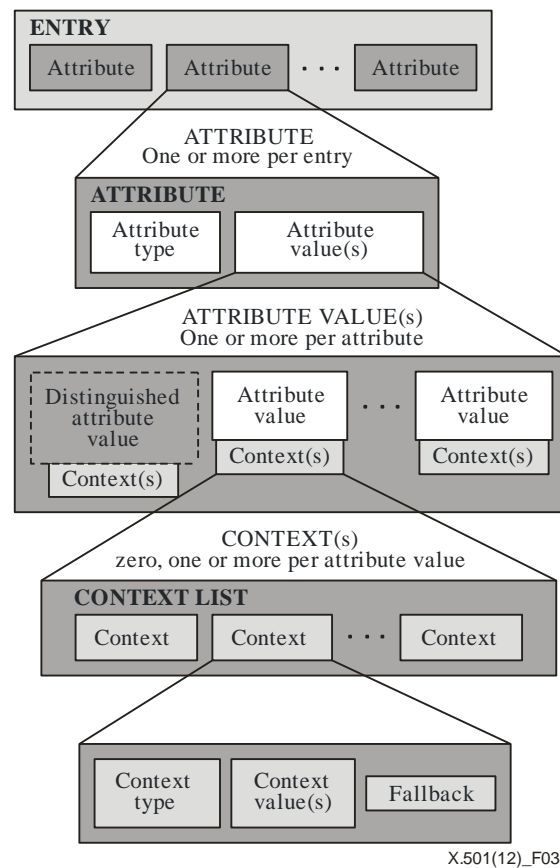 ENTRY
Attribute Attribute · · · Attribute
ATTRIBUTE
One or more per entry
ATTRIBUTE
Attribute type Attribute value(s)
ATTRIBUTE VALUE(s)
One or more per attribute
Distinguished attribute value Attribute value · · · Attribute value
Context(s) Context(s) Context(s)
CONTEXT(s)
zero, one or more per attribute value
CONTEXT LIST
Context Context · · · Context
Context type Context value(s) Fallback
X.501(12)_F03